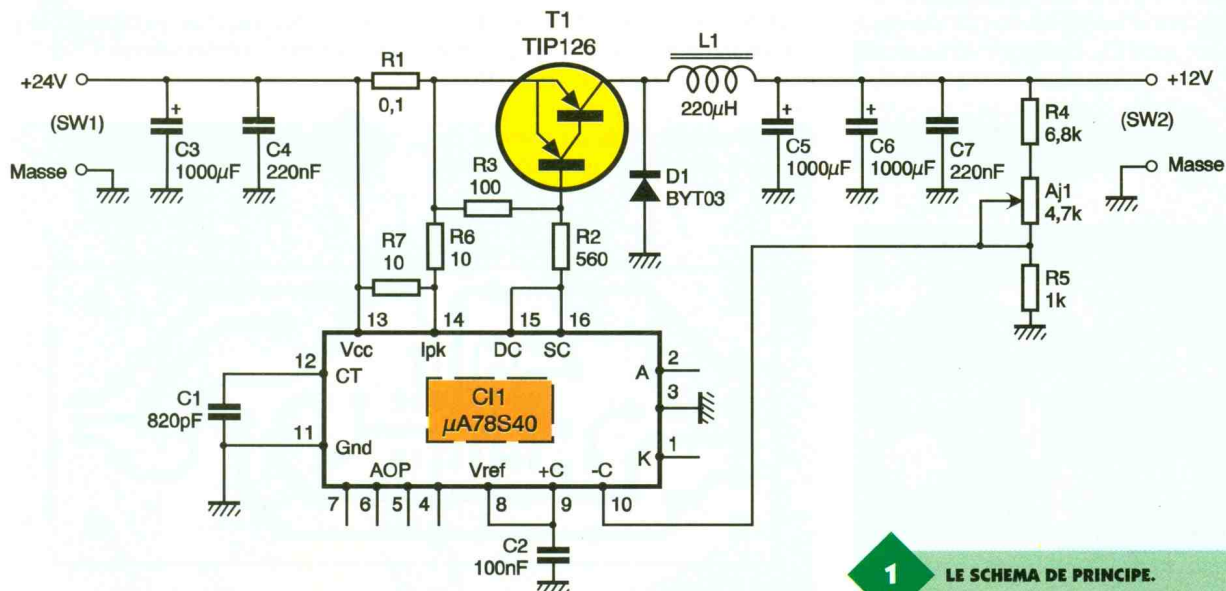 T1
TIP126
L1
220µH
R1
0,1
+24V
(SW1)
Masse
C3
1000µF
C4
220nF
R3
100
D1
BYT03
C5
1000µF
C6
1000µF
C7
220nF
R4
6,8k
Aj1
4,7k
R5
1k
+12V
(SW2)
Masse
R7
10
R6
10
R2
560
13
14
15
16
Vcc
Ipk
DC
SC
12
CT
C1
820pF
11
Gnd
CI1
µA78S40
A
2
3
K
1
AOP
Vref
+C
-C
7
6
5
4
8
9
10
C2
100nF
1
LE SCHEMA DE PRINCIPE.